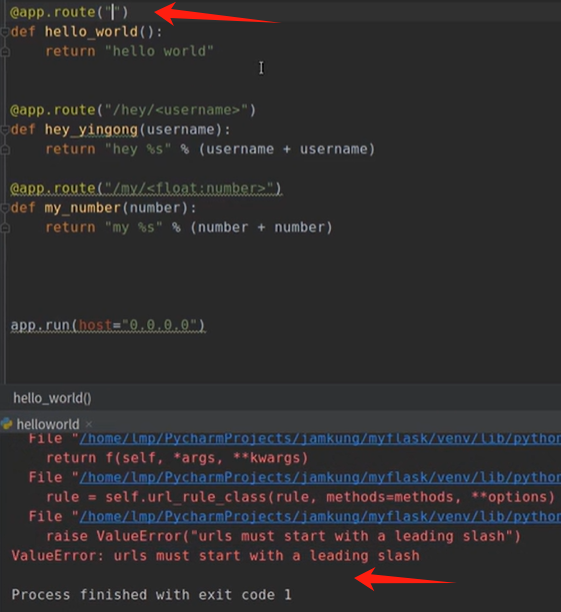 @app.route("")
def hello_world():
    return "hello world"
@app.route("/hey/<username>")
def hey_yingong(username):
    return "hey %s" % (username + username)
@app.route("/my/<float:number>")
def my_number(number):
    return "my %s" % (number + number)
app.run(host="0.0.0.0")
hello_world()
helloworld ×
File "/home/lmp/PycharmProjects/jamkung/myflask/venv/lib/python
return f(self, *args, **kwargs)
File "/home/lmp/PycharmProjects/jamkung/myflask/venv/lib/python
rule = self.url_rule_class(rule, methods=methods, **options)
File "/home/lmp/PycharmProjects/jamkung/myflask/venv/lib/python
raise ValueError("urls must start with a leading slash")
ValueError: urls must start with a leading slash
Process finished with exit code 1